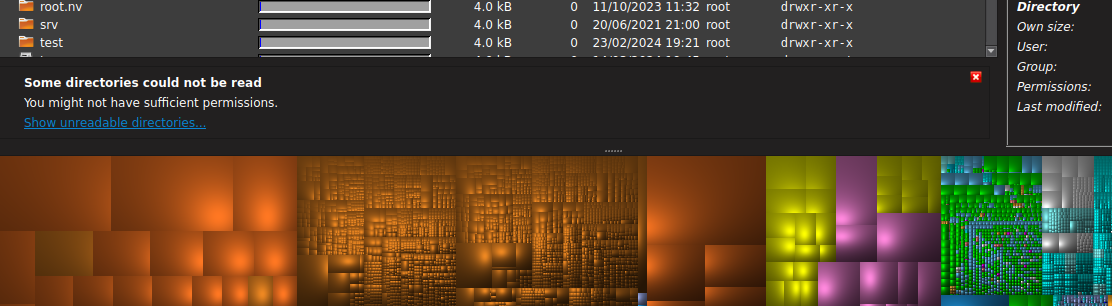 root.nv 4.0 kB 0 11/10/2023 11:32 root drwxr-xr-x
srv 4.0 kB 0 20/06/2021 21:00 root drwxr-xr-x
test 4.0 kB 0 23/02/2024 19:21 root drwxr-xr-x
Directory
Own size:
User:
Group:
Permissions:
Last modified:
Some directories could not be read
You might not have sufficient permissions.
Show unreadable directories...